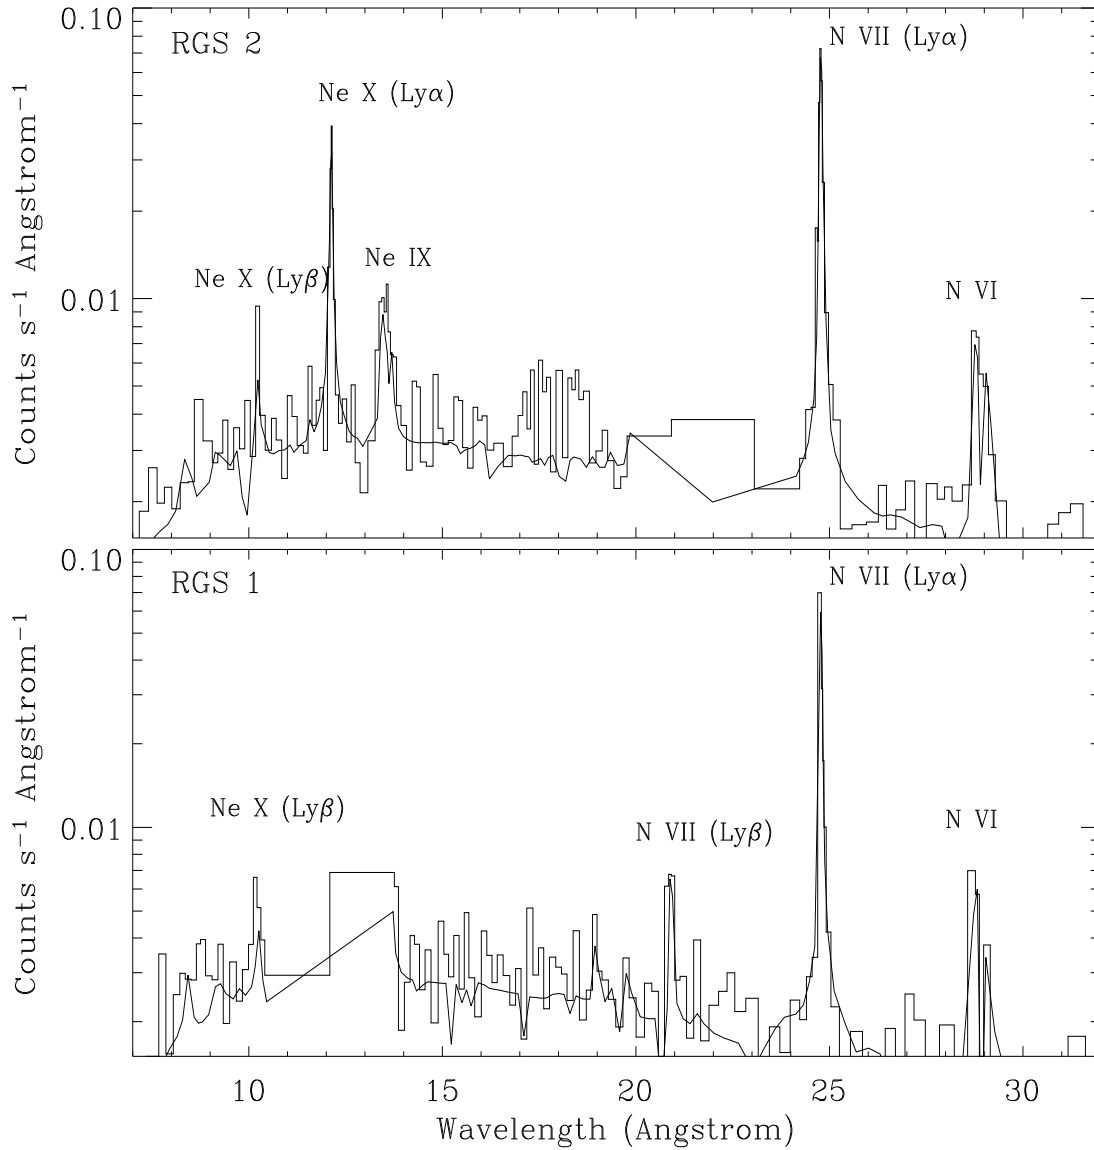 0.10
RGS 2
N VII (Lyα)
Ne X (Lyα)
Ne IX
Ne X (Lyβ)
N VI
0.01
Counts s⁻¹ Angstrom⁻¹
0.10
RGS 1
N VII (Lyα)
Ne X (Lyβ)
N VII (Lyβ)
N VI
0.01
Counts s⁻¹ Angstrom⁻¹
10 15 20 25 30
Wavelength (Angstrom)